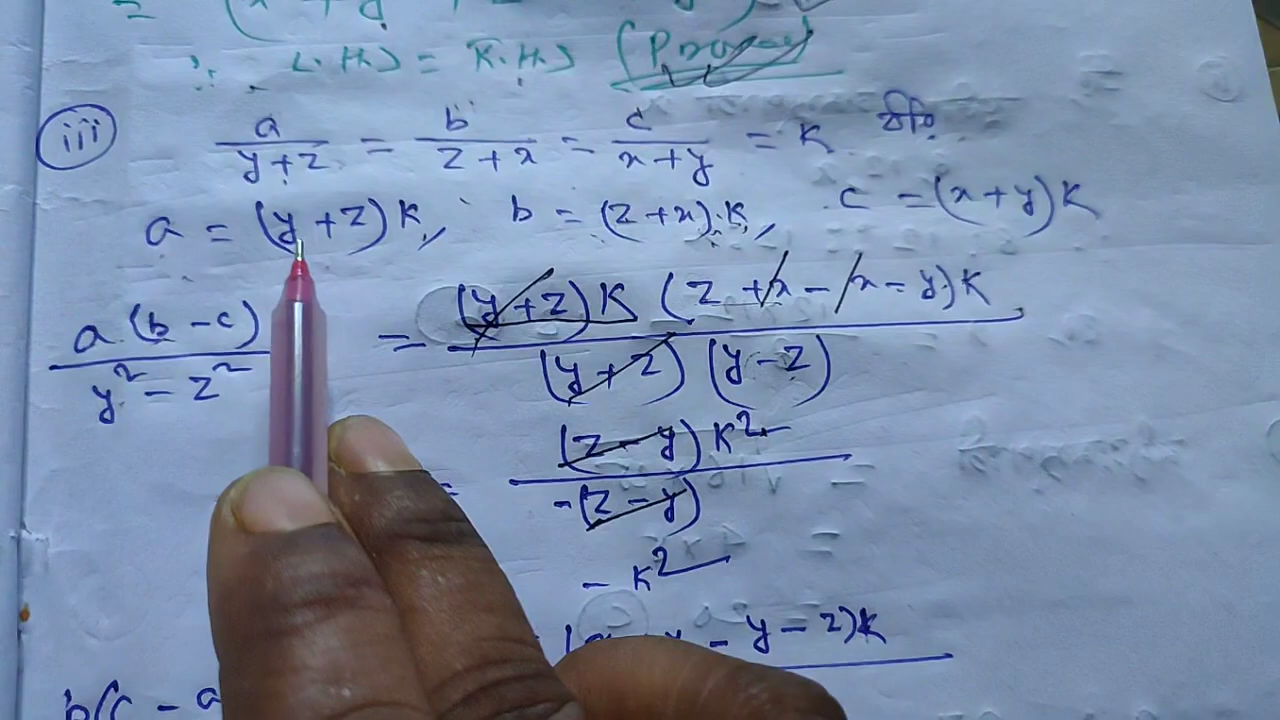 ∴ L.H.S = R.H.S (Proved)
iii
a/(y+z) = b/(z+x) = c/(x+y) = K ধরি
a = (y+z)K, b = (z+x).K, c = (x+y)K
a(b-c)/(y²-z²) = (y+z)K (z+x-x-y)K/((y+z)(y-z))
= (z-y)K²/(-(z-y))
-K²
- y - z)K
b(c-a